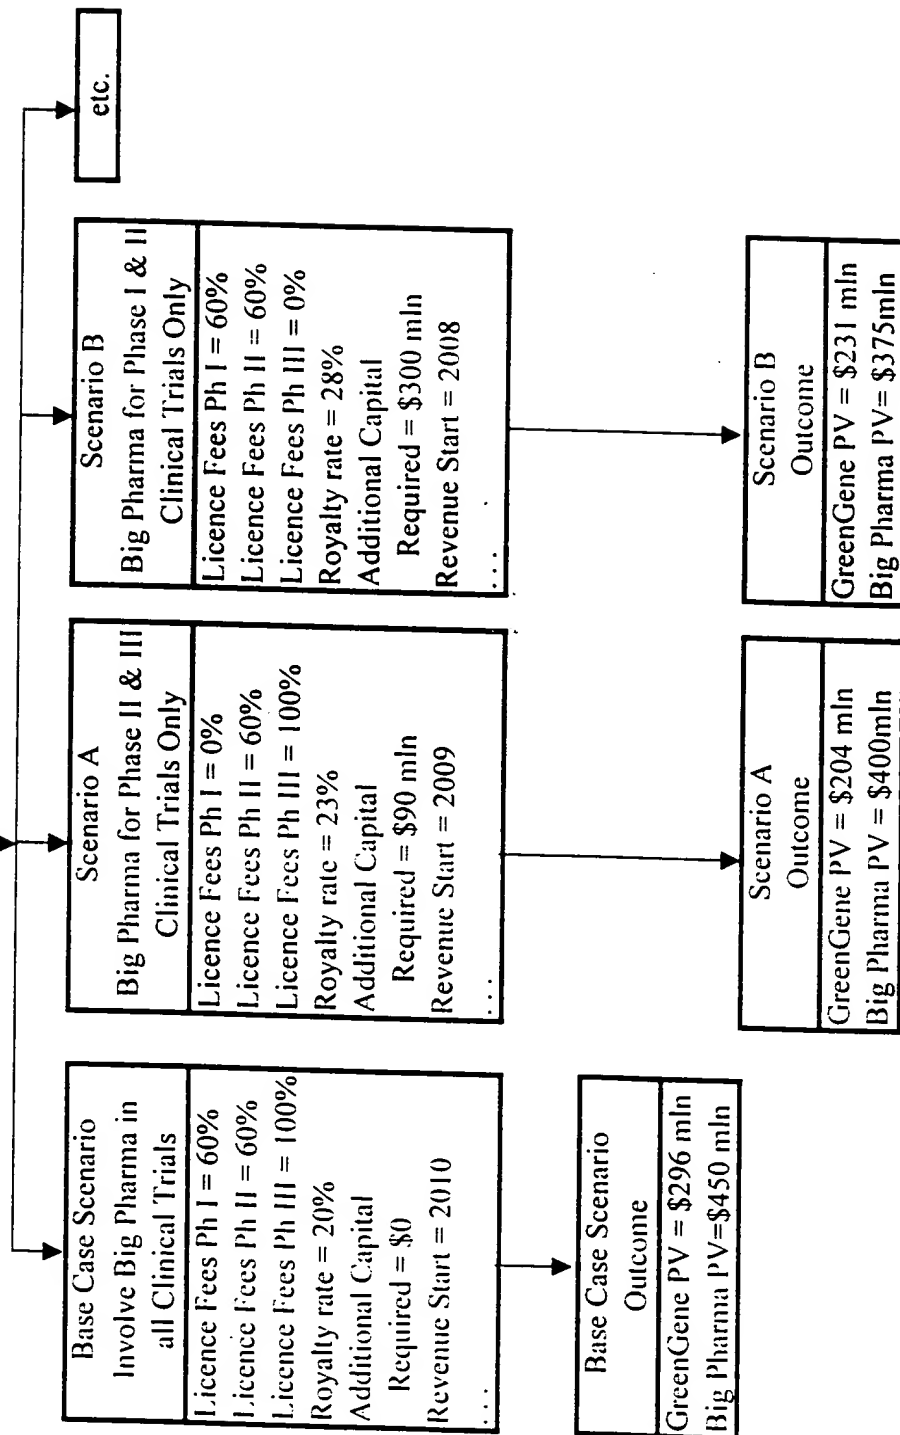 Base Case Scenario
Involve Big Pharma in
all Clinical Trials
Licence Fees Ph I = 60%
Licence Fees Ph II = 60%
Licence Fees Ph III = 100%
Royalty rate = 20%
Additional Capital
Required = $0
Revenue Start = 2010
...
Scenario A
Big Pharma for Phase II & III
Clinical Trials Only
Licence Fees Ph I = 0%
Licence Fees Ph II = 60%
Licence Fees Ph III = 100%
Royalty rate = 23%
Additional Capital
Required = $90 mln
Revenue Start = 2009
...
Scenario B
Big Pharma for Phase I & II
Clinical Trials Only
Licence Fees Ph I = 60%
Licence Fees Ph II = 60%
Licence Fees Ph III = 0%
Royalty rate = 28%
Additional Capital
Required = $300 mln
Revenue Start = 2008
...
etc.
Base Case Scenario
Outcome
GreenGene PV = $296 mln
Big Pharma PV=$450 mln
Scenario A
Outcome
GreenGene PV = $204 mln
Big Pharma PV = $400mln
Scenario B
Outcome
GreenGene PV = $231 mln
Big Pharma PV= $375mln